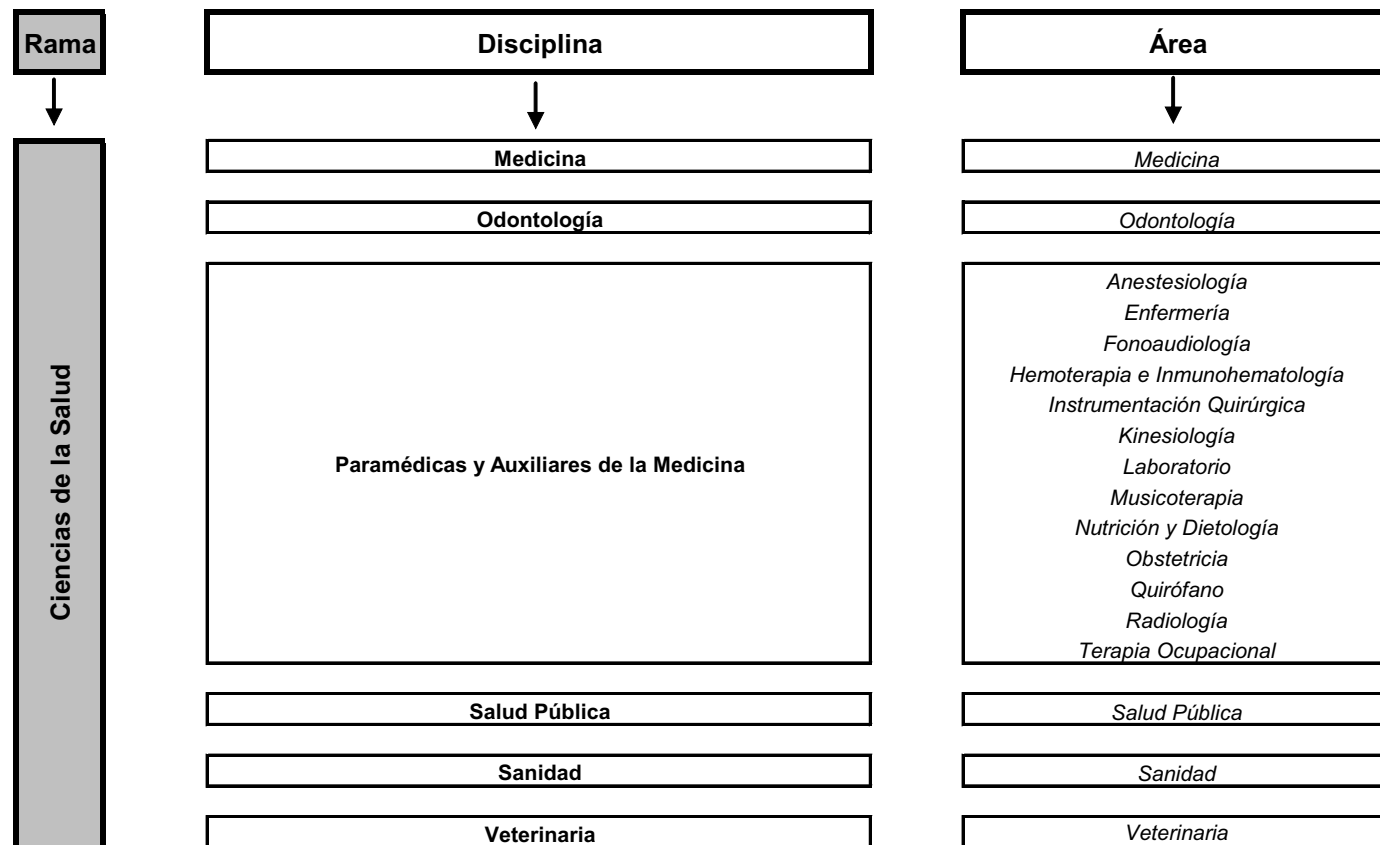 Rama
Disciplina
Área
Ciencias de la Salud
Medicina
Medicina
Odontología
Odontología
Paramédicas y Auxiliares de la Medicina
Anestesiología
Enfermería
Fonoaudiología
Hemoterapia e Inmunohematología
Instrumentación Quirúrgica
Kinesiología
Laboratorio
Musicoterapia
Nutrición y Dietología
Obstetricia
Quirófano
Radiología
Terapia Ocupacional
Salud Pública
Salud Pública
Sanidad
Sanidad
Veterinaria
Veterinaria